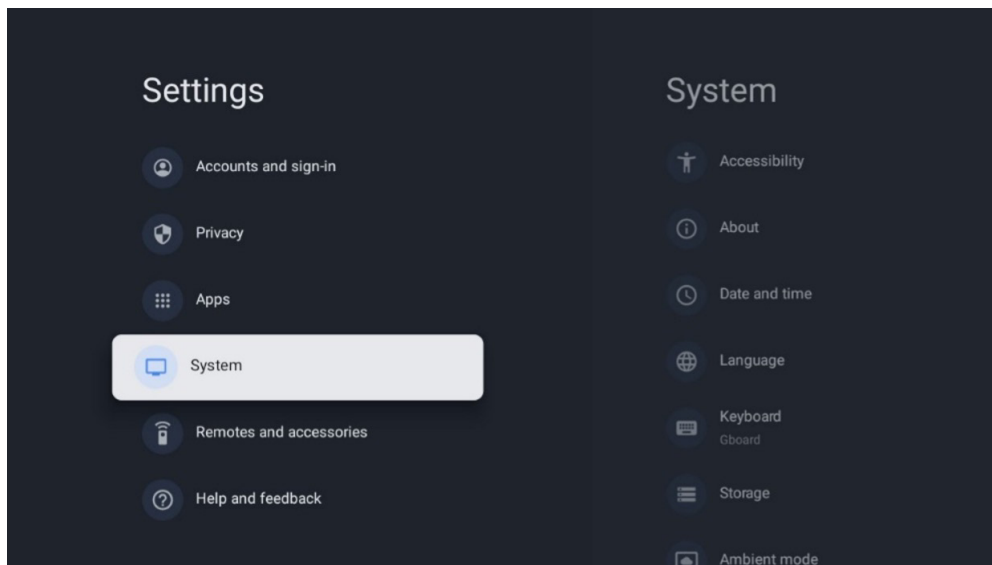 Settings
Accounts and sign-in
Privacy
Apps
System
Remotes and accessories
Help and feedback
System
Accessibility
About
Date and time
Language
Keyboard
Gboard
Storage
Ambient mode